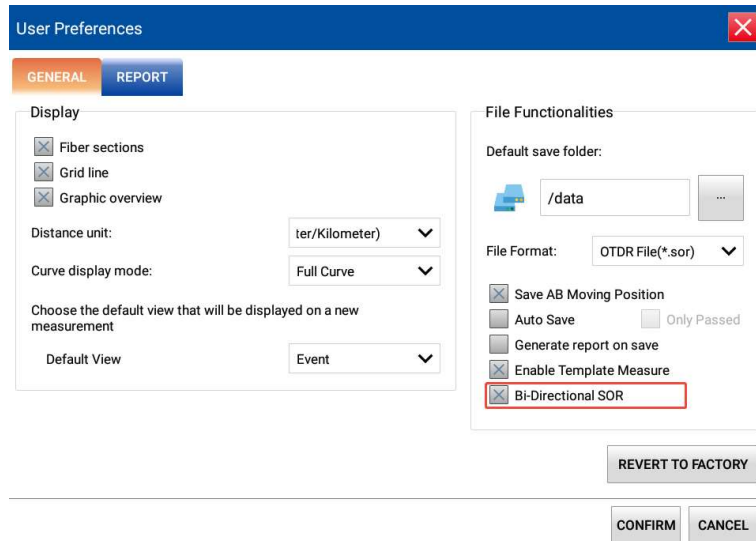 User Preferences
GENERAL
REPORT
Display
Fiber sections
Grid line
Graphic overview
Distance unit:
ter/Kilometer)
Curve display mode:
Full Curve
Choose the default view that will be displayed on a new
measurement
Default View
Event
File Functionalities
Default save folder:
/data
...
File Format:
OTDR File(*.sor)
Save AB Moving Position
Auto Save
Only Passed
Generate report on save
Enable Template Measure
Bi-Directional SOR
REVERT TO FACTORY
CONFIRM
CANCEL